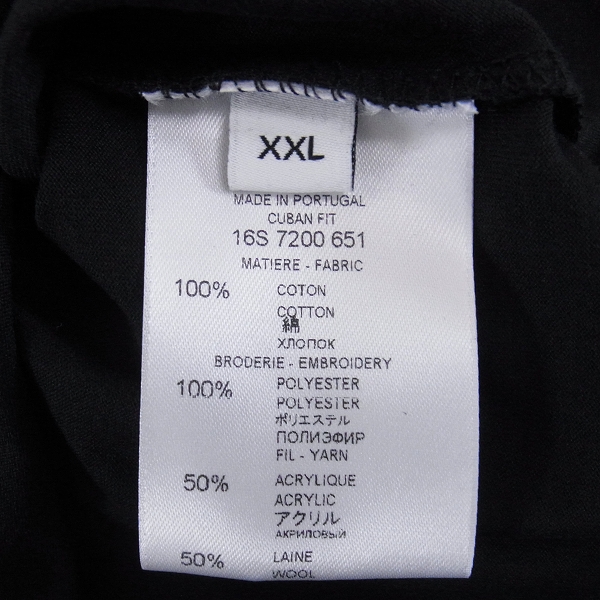 XXL
MADE IN PORTUGAL
CUBAN FIT
16S 7200 651
MATIERE - FABRIC
100% COTON
COTTON
綿
ХЛОПОК
BRODERIE - EMBROIDERY
100% POLYESTER
POLYESTER
ポリエステル
ПОЛИЭФИР
FIL - YARN
50% ACRYLIQUE
ACRYLIC
アクリル
АКРИЛОВЫЙ
50% LAINE
WOOL